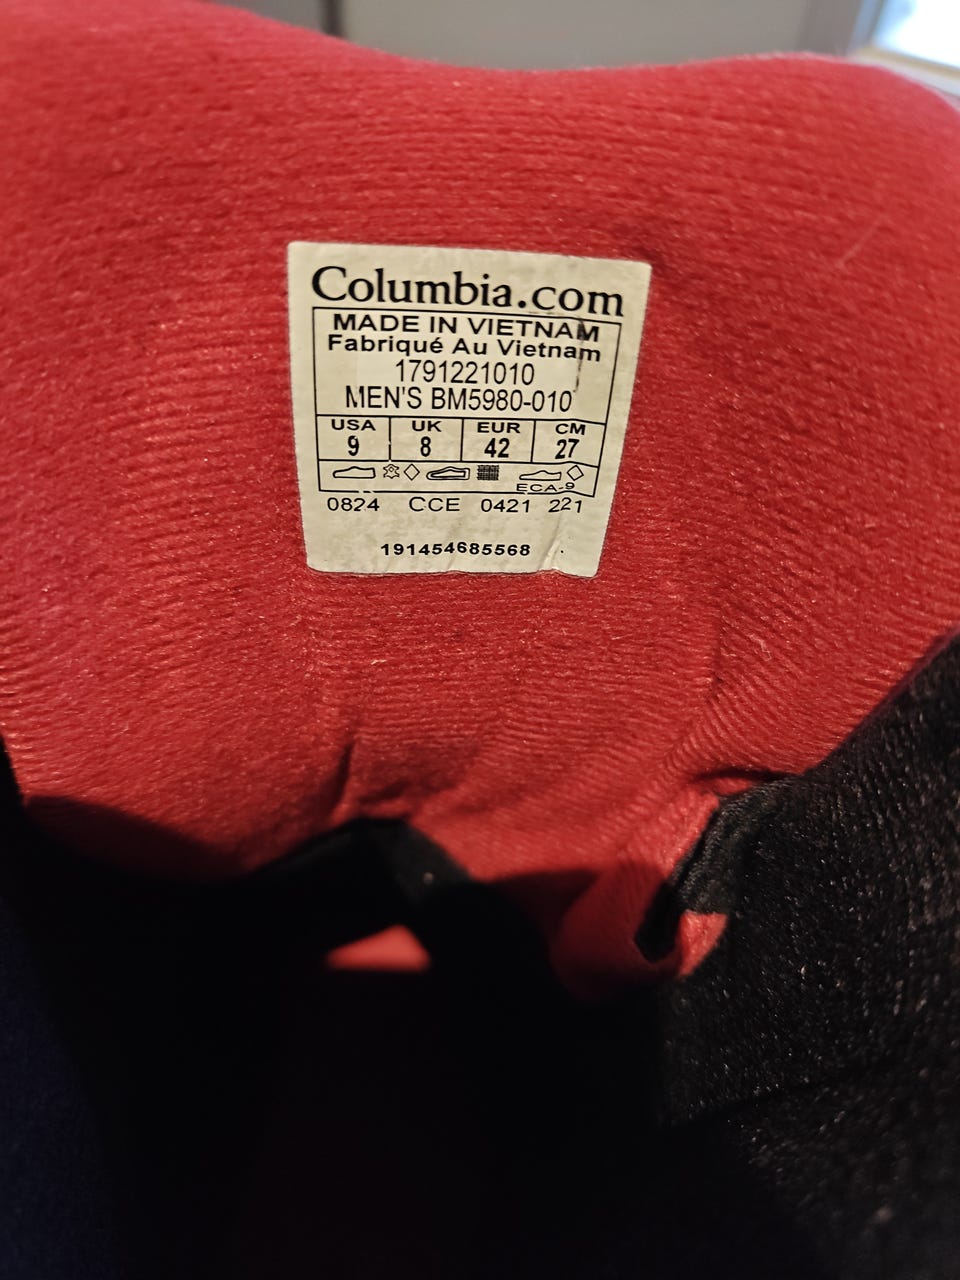 Columbia.com
MADE IN VIETNAM
Fabriqué Au Vietnam
1791221010
MEN'S BM5980-010
USA UK EUR CM
9 8 42 27
ECA-9
0824 CCE 0421 221
191454685568